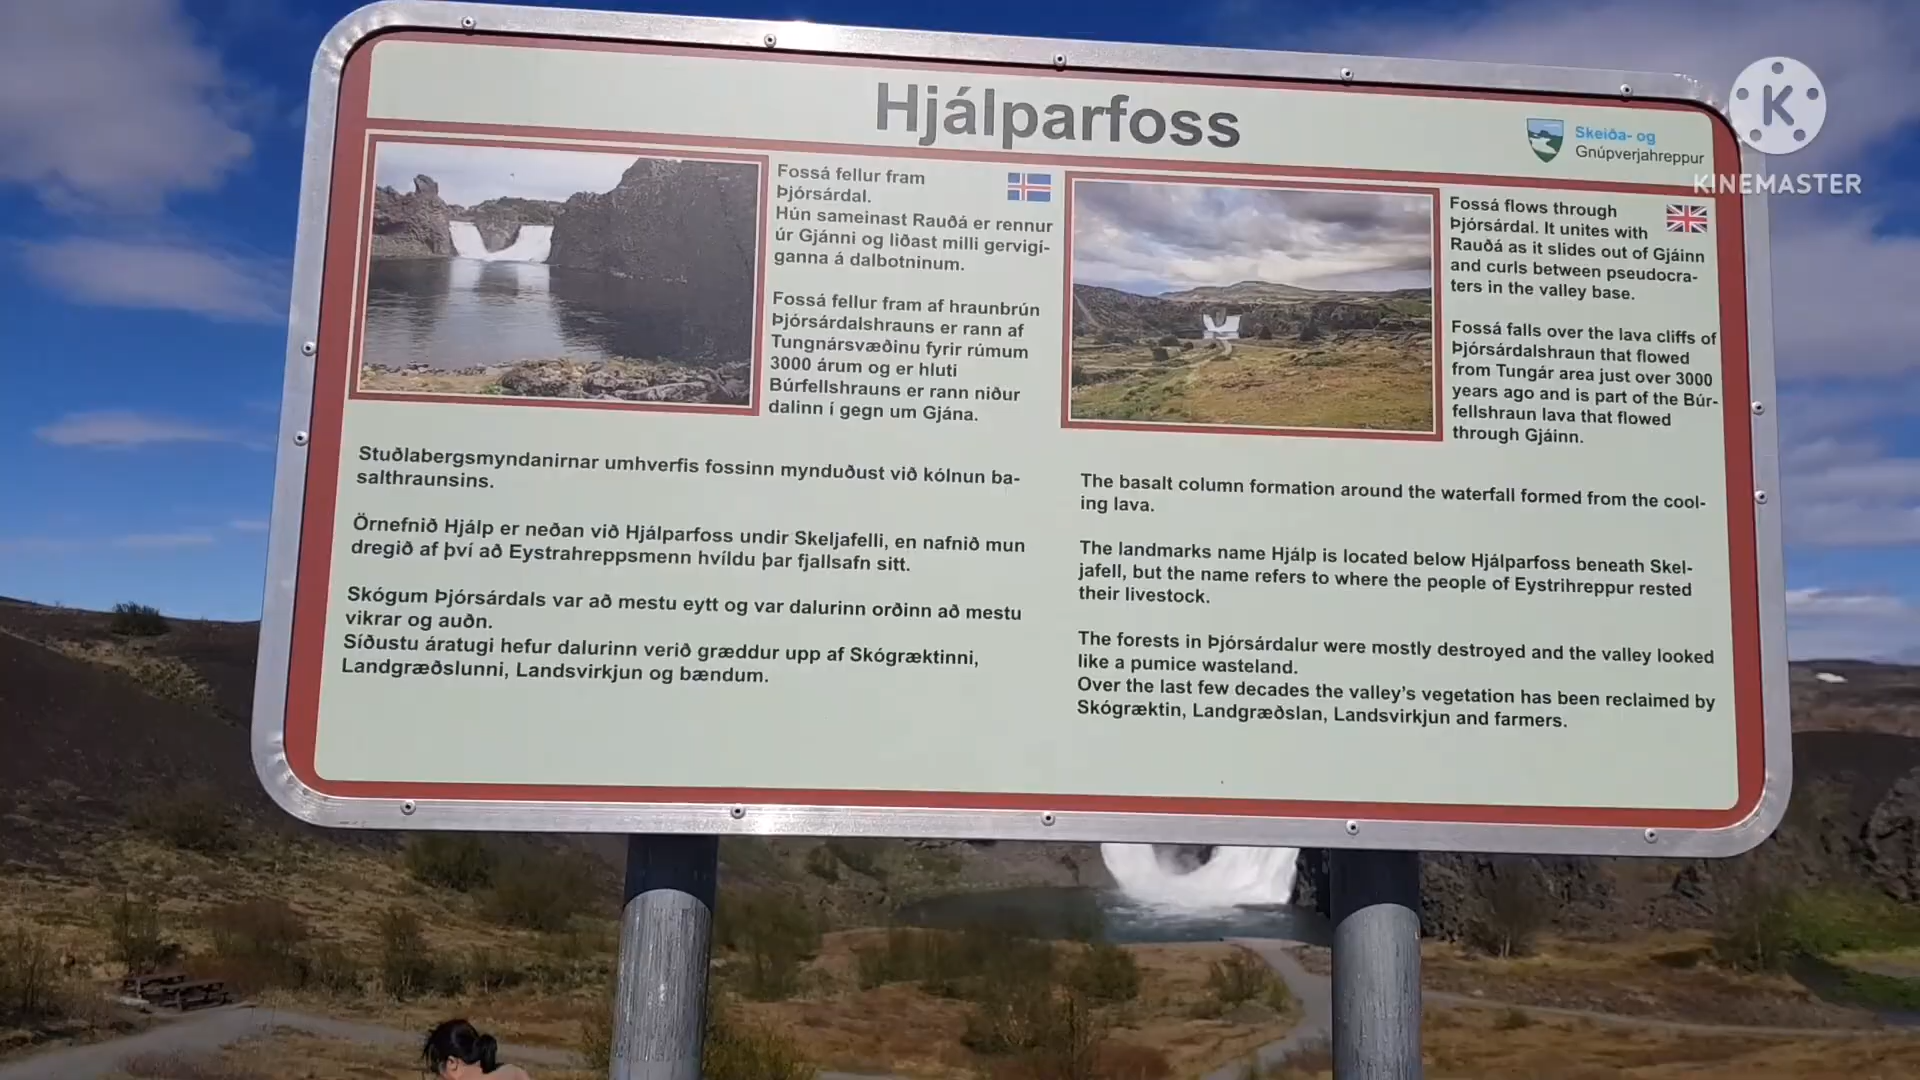 Hjálparfoss
Skeiða- og
Gnúpverjahreppur
KINEMASTER
Fossá fellur fram
Þjórsárdal.
Hún sameinast Rauðá er rennur
úr Gjánni og liðast milli gervigí-
ganna á dalbotninum.
Fossá fellur fram af hraunbrún
Þjórsárdalshrauns er rann af
Tungnársvæðinu fyrir rúmum
3000 árum og er hluti
Búrfellshrauns er rann niður
dalinn í gegn um Gjána.
Stuðlabergsmyndanirnar umhverfis fossinn mynduðust við kólnun ba-
salthraunsins.
Örnefnið Hjálp er neðan við Hjálparfoss undir Skeljafelli, en nafnið mun
dregið af því að Eystrahreppsmenn hvíldu þar fjallsafn sitt.
Skógum Þjórsárdals var að mestu eytt og var dalurinn orðinn að mestu
vikrar og auðn.
Síðustu áratugi hefur dalurinn verið græddur upp af Skógræktinni,
Landgræðslunni, Landsvirkjun og bændum.
Fossá flows through
Þjórsárdal. It unites with
Rauðá as it slides out of Gjáinn
and curls between pseudocra-
ters in the valley base.
Fossá falls over the lava cliffs of
Þjórsárdalshraun that flowed
from Tungár area just over 3000
years ago and is part of the Búr-
fellshraun lava that flowed
through Gjáinn.
The basalt column formation around the waterfall formed from the cool-
ing lava.
The landmarks name Hjálp is located below Hjálparfoss beneath Skel-
jafell, but the name refers to where the people of Eystrihreppur rested
their livestock.
The forests in Þjórsárdalur were mostly destroyed and the valley looked
like a pumice wasteland.
Over the last few decades the valley's vegetation has been reclaimed by
Skógræktin, Landgræðslan, Landsvirkjun and farmers.